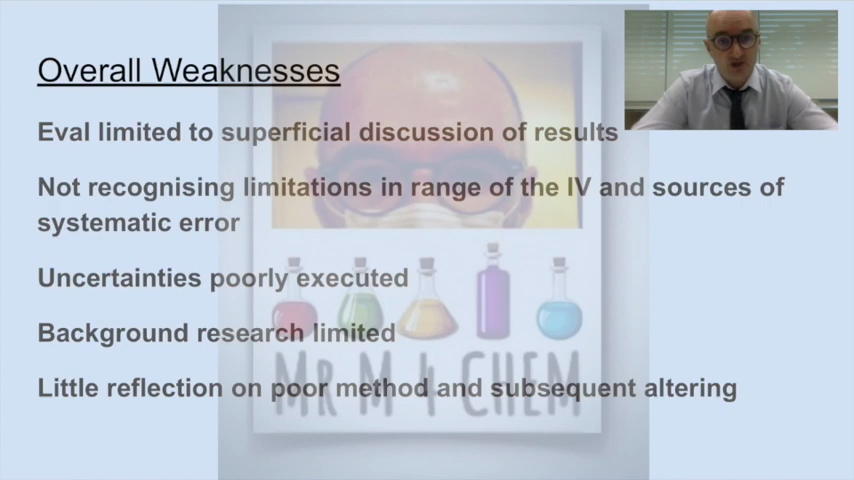 Overall Weaknesses
Eval limited to superficial discussion of results
Not recognising limitations in range of the IV and sources of
systematic error
Uncertainties poorly executed
Background research limited
Little reflection on poor method and subsequent altering
MR M 4 CHEM